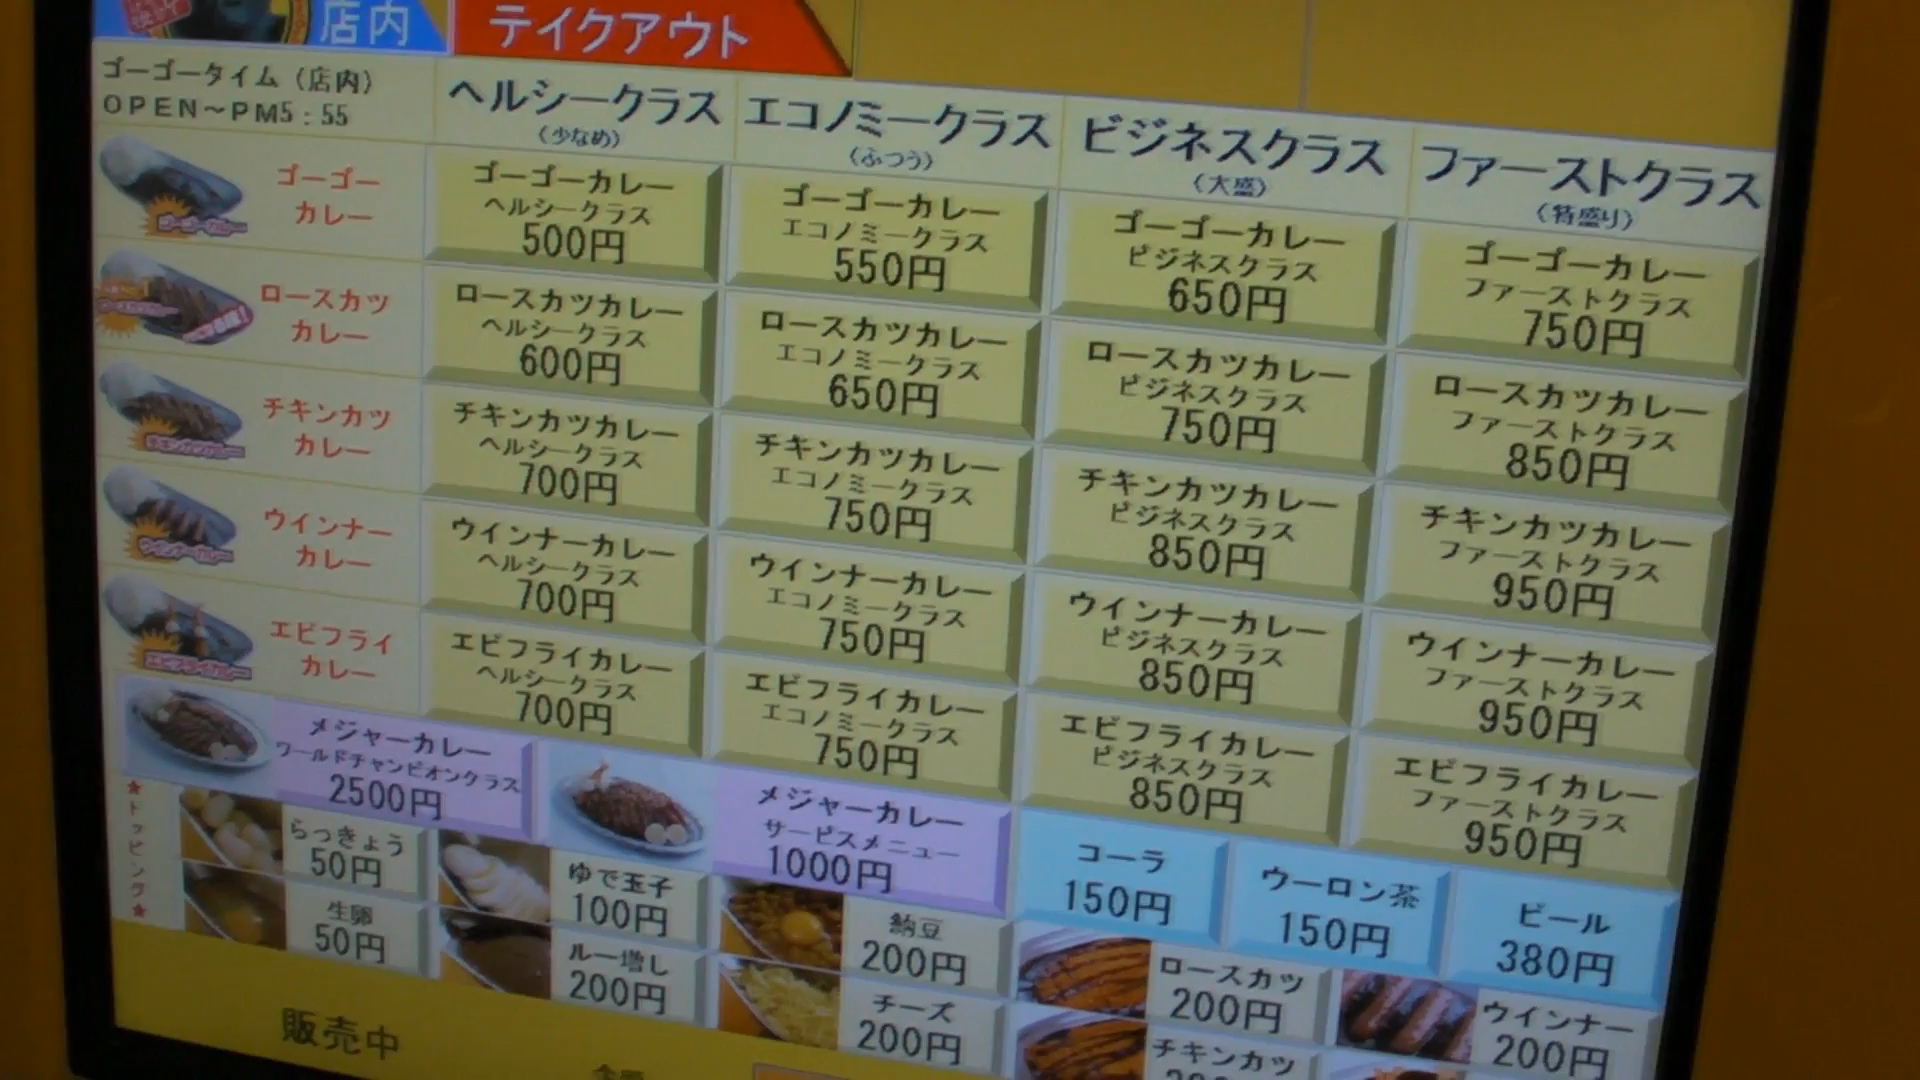 店内
テイクアウト
ゴーゴータイム（店内）
OPEN～PM5：55
ヘルシークラス
（少なめ）
エコノミークラス
（ふつう）
ビジネスクラス
（大盛）
ファーストクラス
（特盛り）
ゴーゴー
カレー
ゴーゴーカレー
ヘルシークラス
500円
ゴーゴーカレー
エコノミークラス
550円
ゴーゴーカレー
ビジネスクラス
650円
ゴーゴーカレー
ファーストクラス
750円
ロースカツ
カレー
ロースカツカレー
ヘルシークラス
600円
ロースカツカレー
エコノミークラス
650円
ロースカツカレー
ビジネスクラス
750円
ロースカツカレー
ファーストクラス
850円
チキンカツ
カレー
チキンカツカレー
チキンカツカレー
ヘルシークラス
700円
チキンカツカレー
エコノミークラス
750円
チキンカツカレー
ビジネスクラス
850円
チキンカツカレー
ファーストクラス
950円
ウインナー
カレー
ウインナーカレー
ウインナーカレー
ヘルシークラス
700円
ウインナーカレー
エコノミークラス
750円
ウインナーカレー
ビジネスクラス
850円
ウインナーカレー
ファーストクラス
950円
エビフライ
カレー
エビフライカレー
エビフライカレー
ヘルシークラス
700円
エビフライカレー
エコノミークラス
750円
エビフライカレー
ビジネスクラス
850円
エビフライカレー
ファーストクラス
950円
メジャーカレー
ワールドチャンピオンクラス
2500円
メジャーカレー
サービスメニュー
1000円
コーラ
150円
ウーロン茶
150円
ビール
380円
★トッピング★
らっきょう
50円
ゆで玉子
100円
納豆
200円
ロースカツ
200円
ウインナー
200円
生卵
50円
ルー増し
200円
チーズ
200円
チキンカツ
販売中